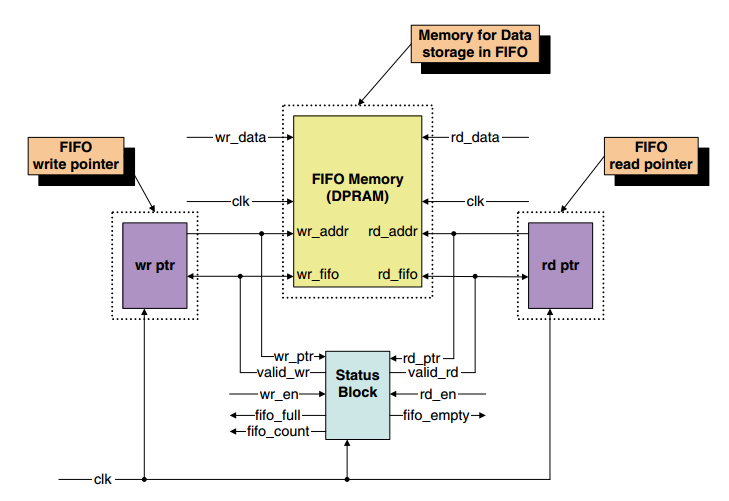 Memory for Data
storage in FIFO
FIFO
write pointer
FIFO
read pointer
wr_data
rd_data
FIFO Memory
(DPRAM)
clk
clk
wr_addr
rd_addr
wr ptr
rd ptr
wr_fifo
rd_fifo
wr_ptr
rd_ptr
valid_wr
valid_rd
Status
Block
wr_en
rd_en
fifo_full
fifo_empty
fifo_count
clk